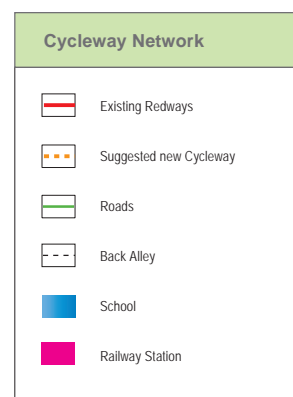 Cycleway Network
Existing Redways
Suggested new Cycleway
Roads
Back Alley
School
Railway Station